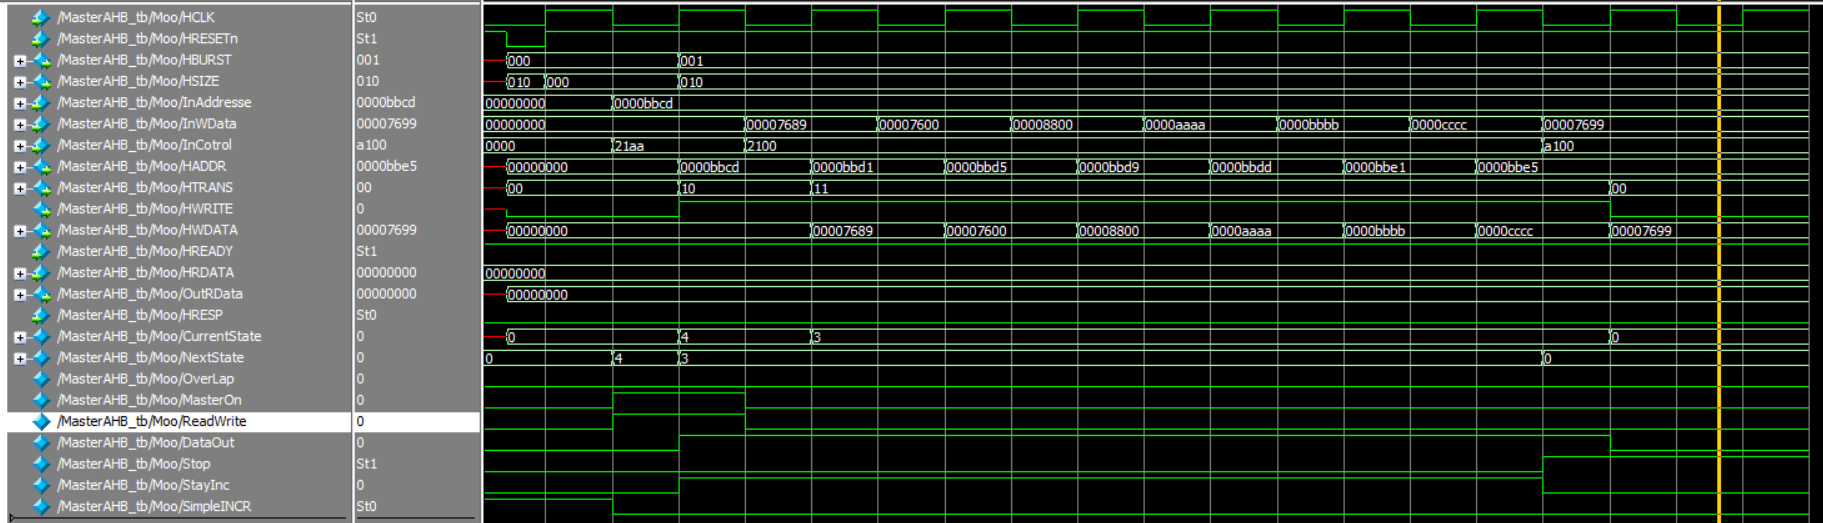 /MasterAHB_tb/Moo/HCLK St0
/MasterAHB_tb/Moo/HRESETn St1
/MasterAHB_tb/Moo/HBURST 001 000 001
/MasterAHB_tb/Moo/HSIZE 010 010 000 010
/MasterAHB_tb/Moo/InAddresse 0000bbcd 00000000 0000bbcd
/MasterAHB_tb/Moo/InWData 00007699 00000000 00007689 00007600 00008800 0000aaaa 0000bbbb 0000cccc 00007699
/MasterAHB_tb/Moo/InCotrol a100 0000 21aa 2100 a100
/MasterAHB_tb/Moo/HADDR 0000bbe5 00000000 0000bbcd 0000bbd1 0000bbd5 0000bbd9 0000bbdd 0000bbe1 0000bbe5
/MasterAHB_tb/Moo/HTRANS 00 00 10 11 00
/MasterAHB_tb/Moo/HWRITE 0
/MasterAHB_tb/Moo/HWDATA 00007699 00000000 00007689 00007600 00008800 0000aaaa 0000bbbb 0000cccc 00007699
/MasterAHB_tb/Moo/HREADY St1
/MasterAHB_tb/Moo/HRDATA 00000000 00000000
/MasterAHB_tb/Moo/OutRData 00000000 00000000
/MasterAHB_tb/Moo/HRESP St0
/MasterAHB_tb/Moo/CurrentState 0 0 4 3 0
/MasterAHB_tb/Moo/NextState 0 0 4 3 0
/MasterAHB_tb/Moo/OverLap 0
/MasterAHB_tb/Moo/MasterOn 0
/MasterAHB_tb/Moo/ReadWrite 0
/MasterAHB_tb/Moo/DataOut 0
/MasterAHB_tb/Moo/Stop St1
/MasterAHB_tb/Moo/StayInc 0
/MasterAHB_tb/Moo/SimpleINCR St0